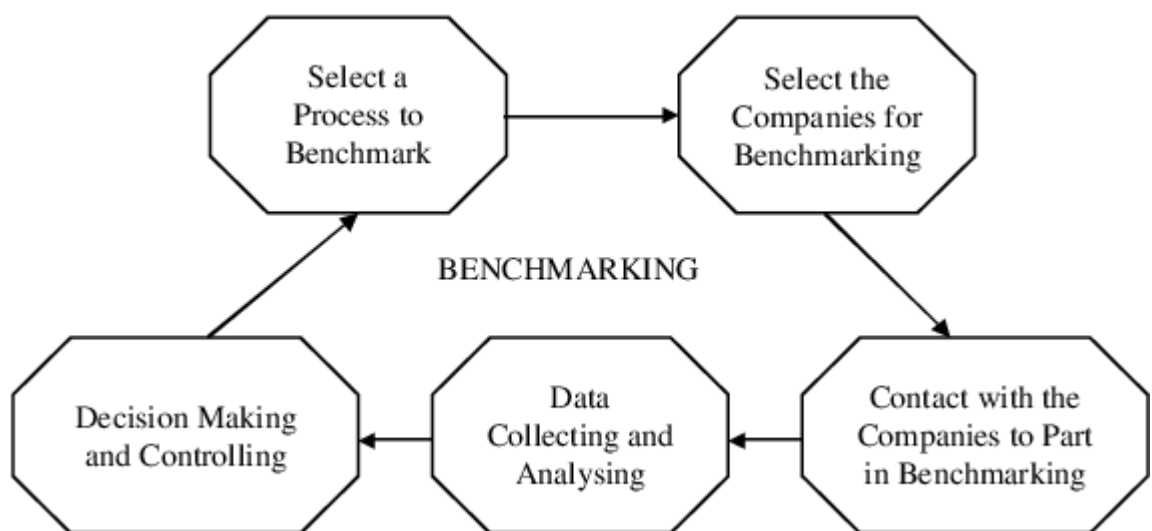 Select a
Process to
Benchmark
Select the
Companies for
Benchmarking
BENCHMARKING
Contact with the
Companies to Part
in Benchmarking
Data
Collecting and
Analysing
Decision Making
and Controlling